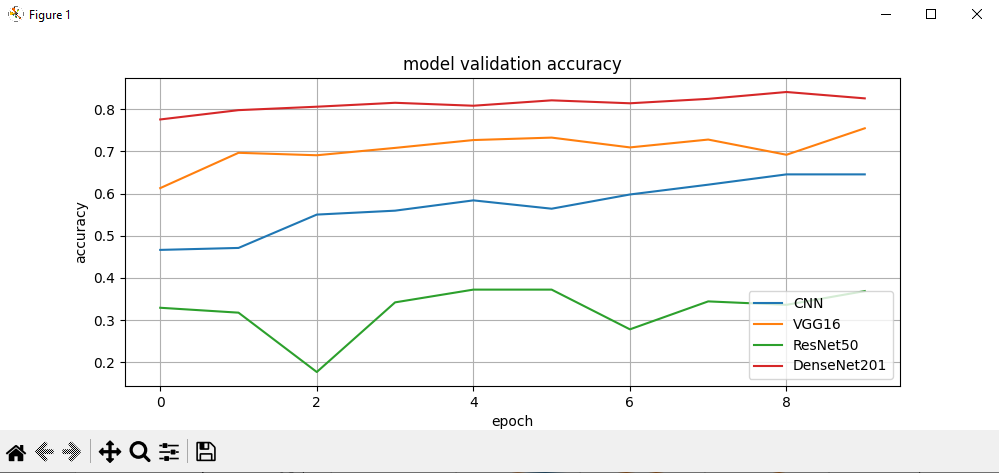 Figure 1
model validation accuracy
accuracy
0.8
0.7
0.6
0.5
0.4
0.3
0.2
0 2 4 6 8
epoch
CNN
VGG16
ResNet50
DenseNet201